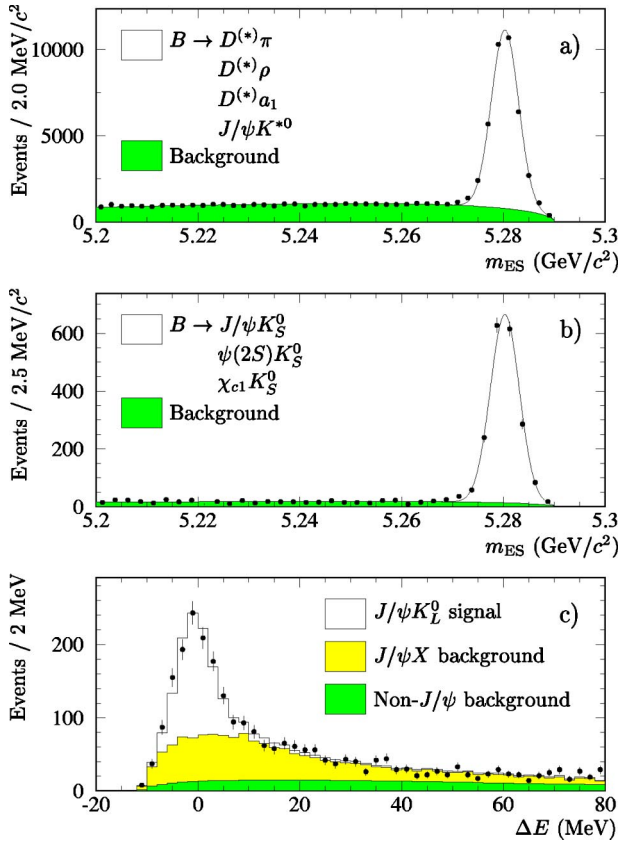 Events / 2.0 MeV/c²
10000
5000
0
B → D(*)π
D(*)ρ
D(*)a₁
J/ψK*⁰
Background
a)
5.2 5.22 5.24 5.26 5.28 5.3
m_ES (GeV/c²)
Events / 2.5 MeV/c²
600
400
200
0
B → J/ψK⁰_S
ψ(2S)K⁰_S
χ_c1 K⁰_S
Background
b)
5.2 5.22 5.24 5.26 5.28 5.3
m_ES (GeV/c²)
Events / 2 MeV
200
100
0
J/ψK⁰_L signal
J/ψX background
Non-J/ψ background
c)
-20 0 20 40 60 80
ΔE (MeV)